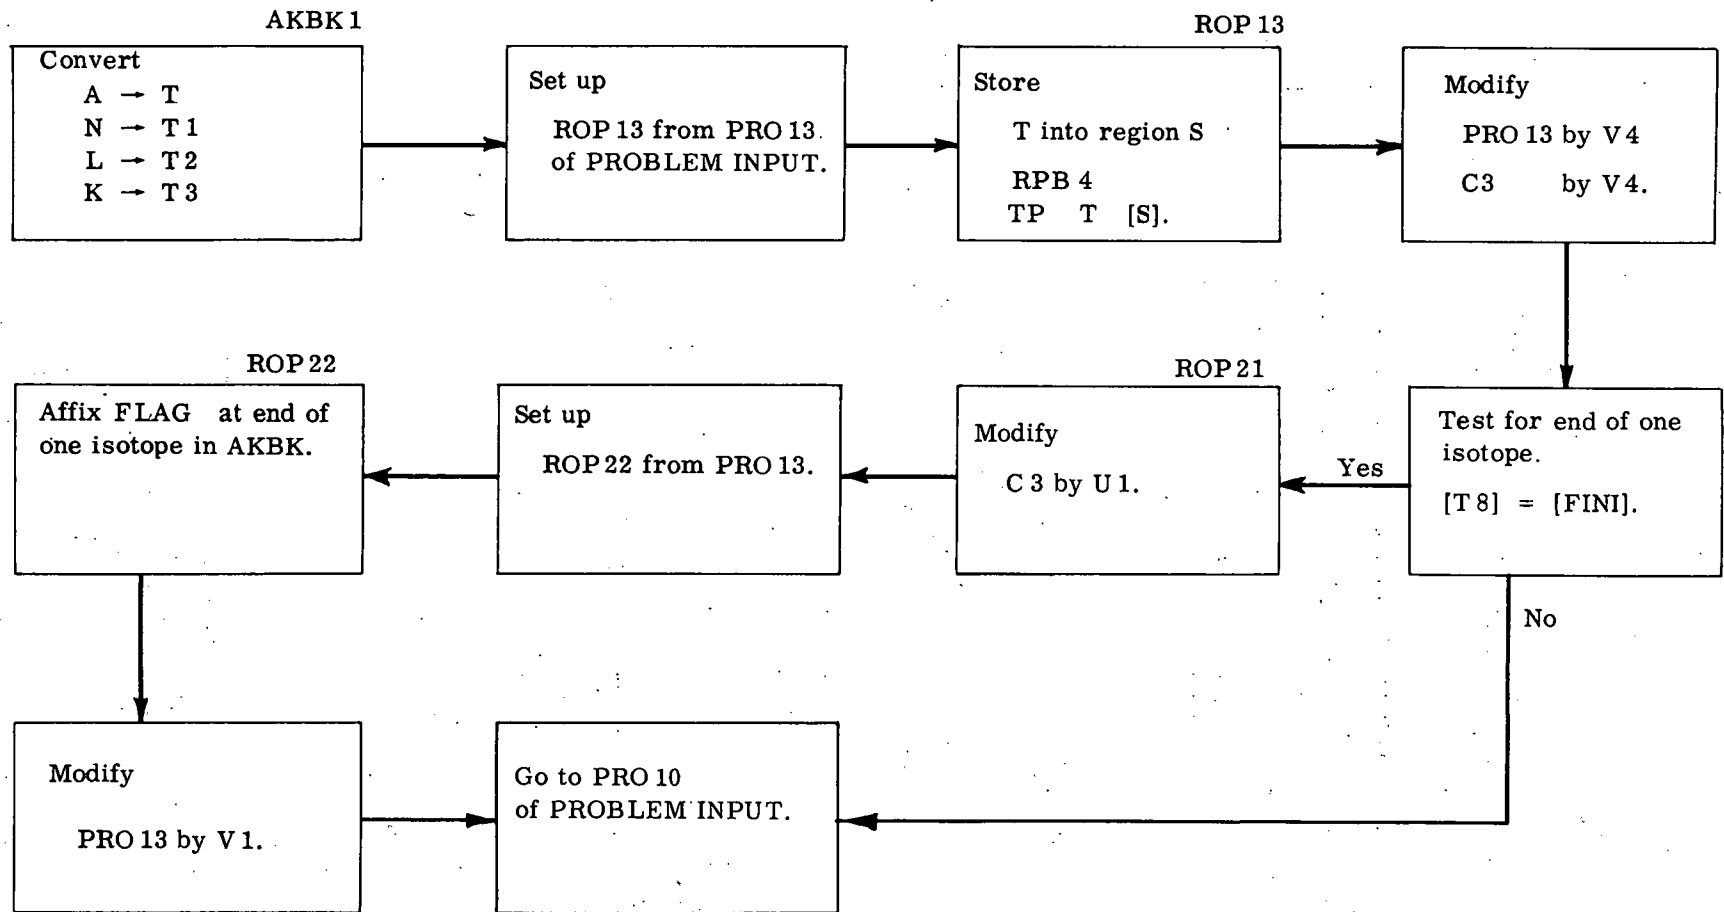 AKBK 1
Convert
A → T
N → T 1
L → T 2
K → T 3
Set up
ROP 13 from PRO 13.
of PROBLEM INPUT.
ROP 13
Store
T into region S
RPB 4
TP T [S].
Modify
PRO 13 by V 4
C3 by V 4.
Test for end of one
isotope.
[T 8] = [FINI].
Yes
No
ROP 21
Modify
C 3 by U 1.
Set up
ROP 22 from PRO 13.
ROP 22
Affix FLAG at end of
one isotope in AKBK.
Modify
PRO 13 by V 1.
Go to PRO 10
of PROBLEM INPUT.